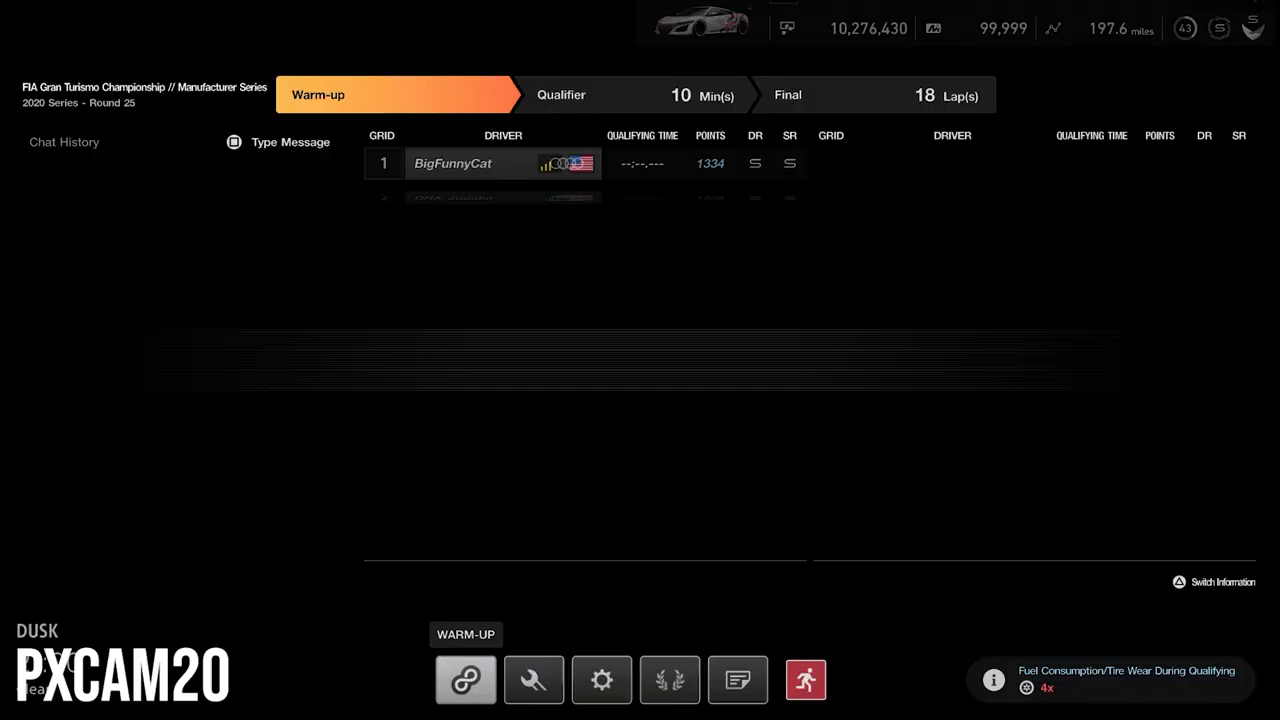 10,276,430 99,999 197.6 miles 43 S S
FIA Gran Turismo Championship // Manufacturer Series
2020 Series - Round 25
Warm-up Qualifier 10 Min(s) Final 18 Lap(s)
Chat History Type Message
GRID DRIVER QUALIFYING TIME POINTS DR SR GRID DRIVER QUALIFYING TIME POINTS DR SR
1 BigFunnyCat --:--.--- 1334 S S
Switch Information
DUSK
PXCAM20
WARM-UP
Fuel Consumption/Tire Wear During Qualifying
4x